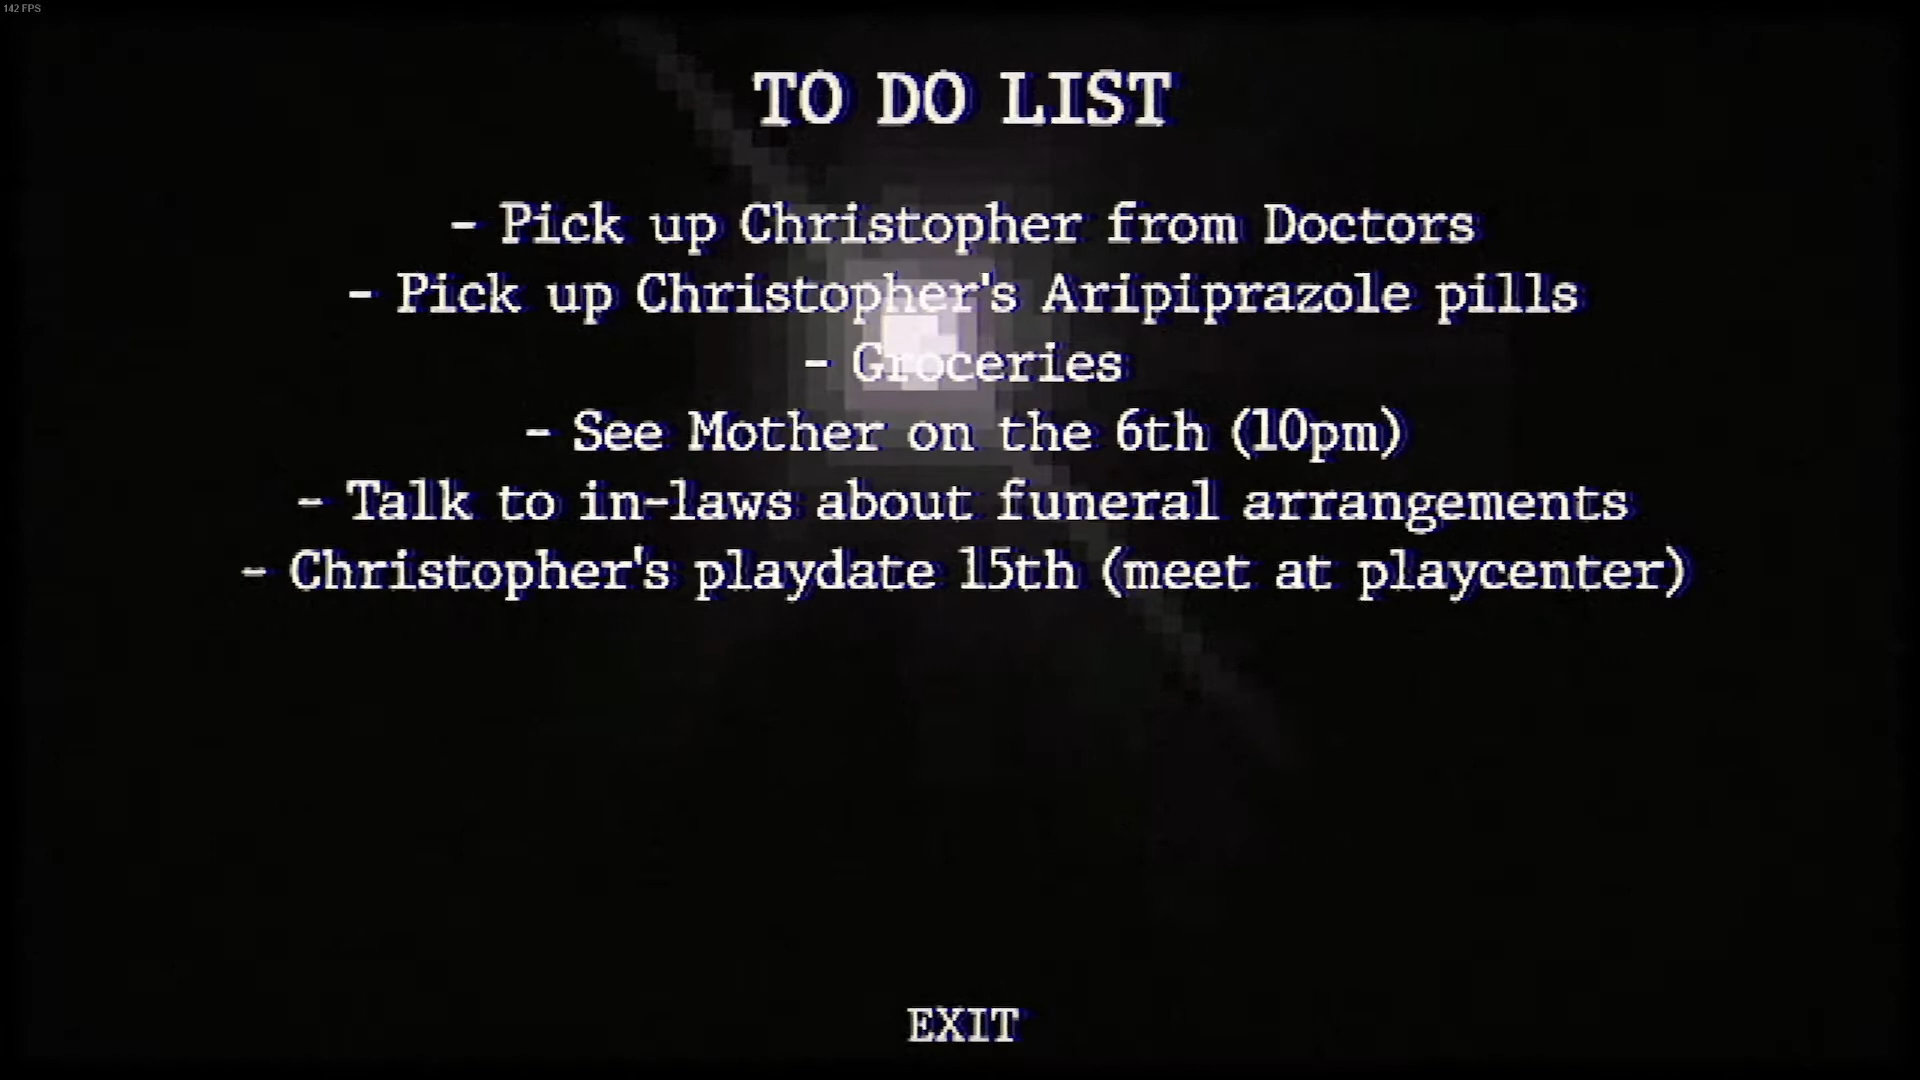 142 FPS
TO DO LIST
- Pick up Christopher from Doctors
- Pick up Christopher's Aripiprazole pills
- Groceries
- See Mother on the 6th (10pm)
- Talk to in-laws about funeral arrangements
- Christopher's playdate 15th (meet at playcenter)
EXIT